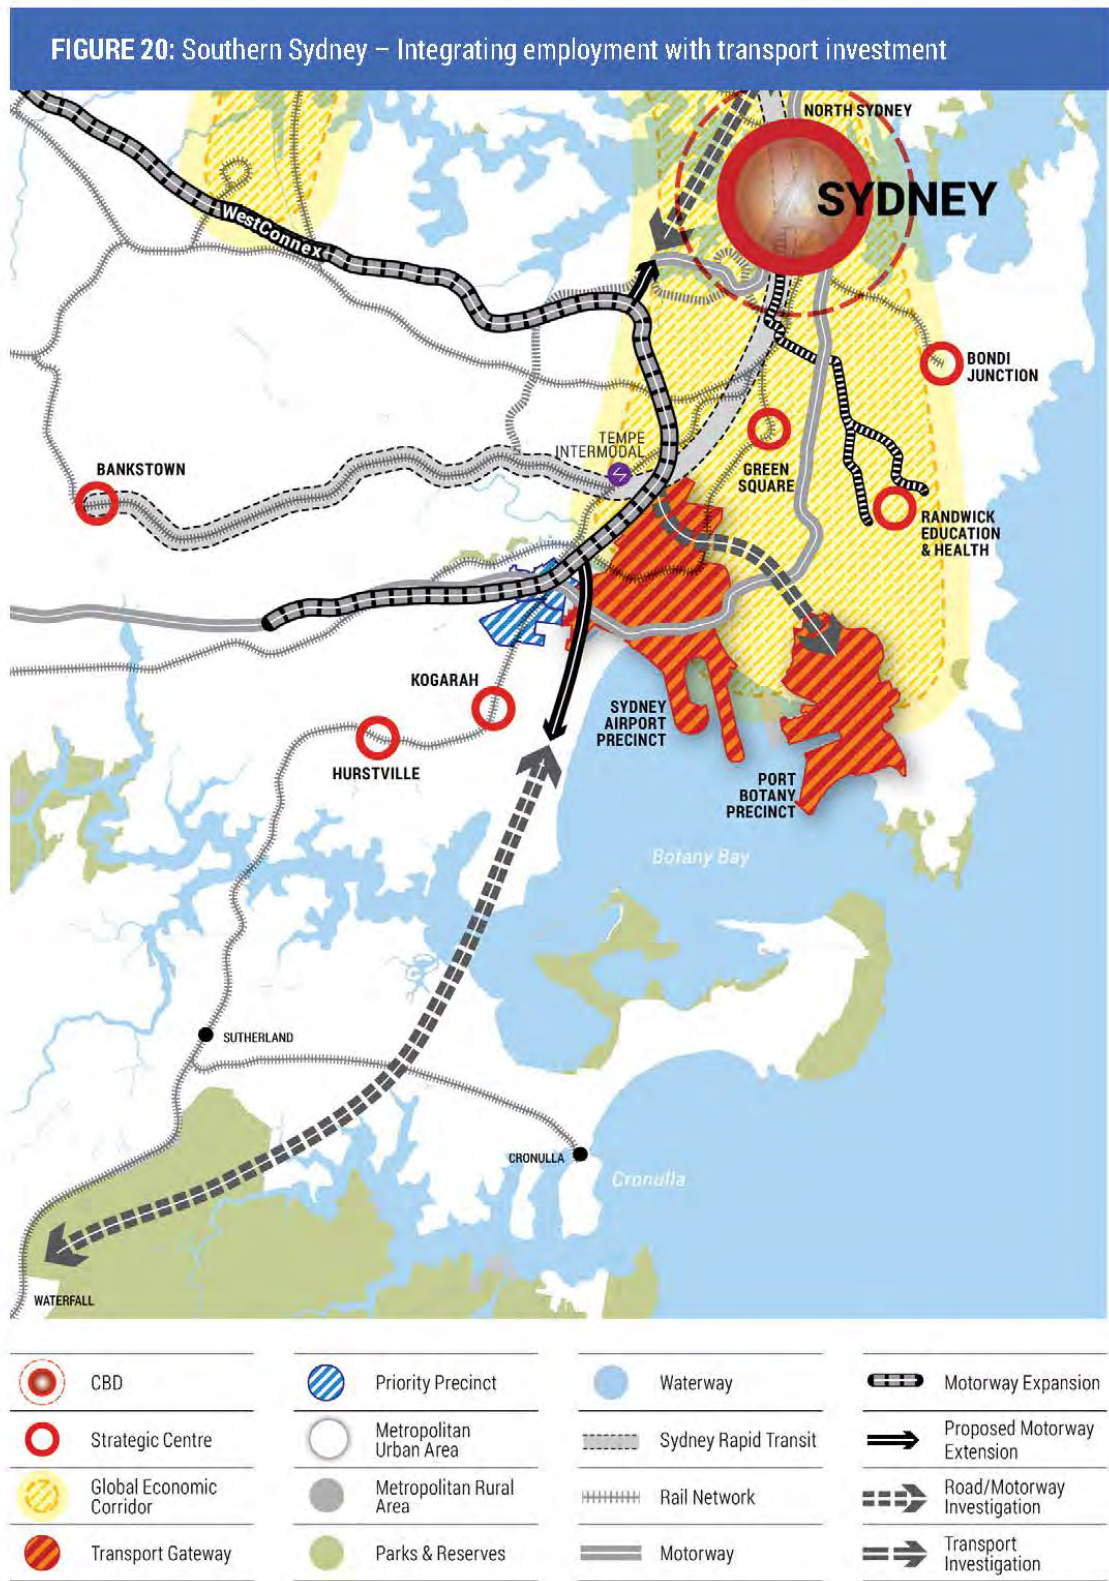 FIGURE 20: Southern Sydney – Integrating employment with transport investment
NORTH SYDNEY
SYDNEY
WestConnex
BONDI
JUNCTION
TEMPE
INTERMODAL
BANKSTOWN
GREEN
SQUARE
RANDWICK
EDUCATION
& HEALTH
KOGARAH
SYDNEY
AIRPORT
PRECINCT
HURSTVILLE
PORT
BOTANY
PRECINCT
Botany Bay
SUTHERLAND
CRONULLA
Cronulla
WATERFALL
CBD
Priority Precinct
Waterway
Motorway Expansion
Strategic Centre
Metropolitan
Urban Area
Sydney Rapid Transit
Proposed Motorway
Extension
Global Economic
Corridor
Metropolitan Rural
Area
Rail Network
Road/Motorway
Investigation
Transport Gateway
Parks & Reserves
Motorway
Transport
Investigation